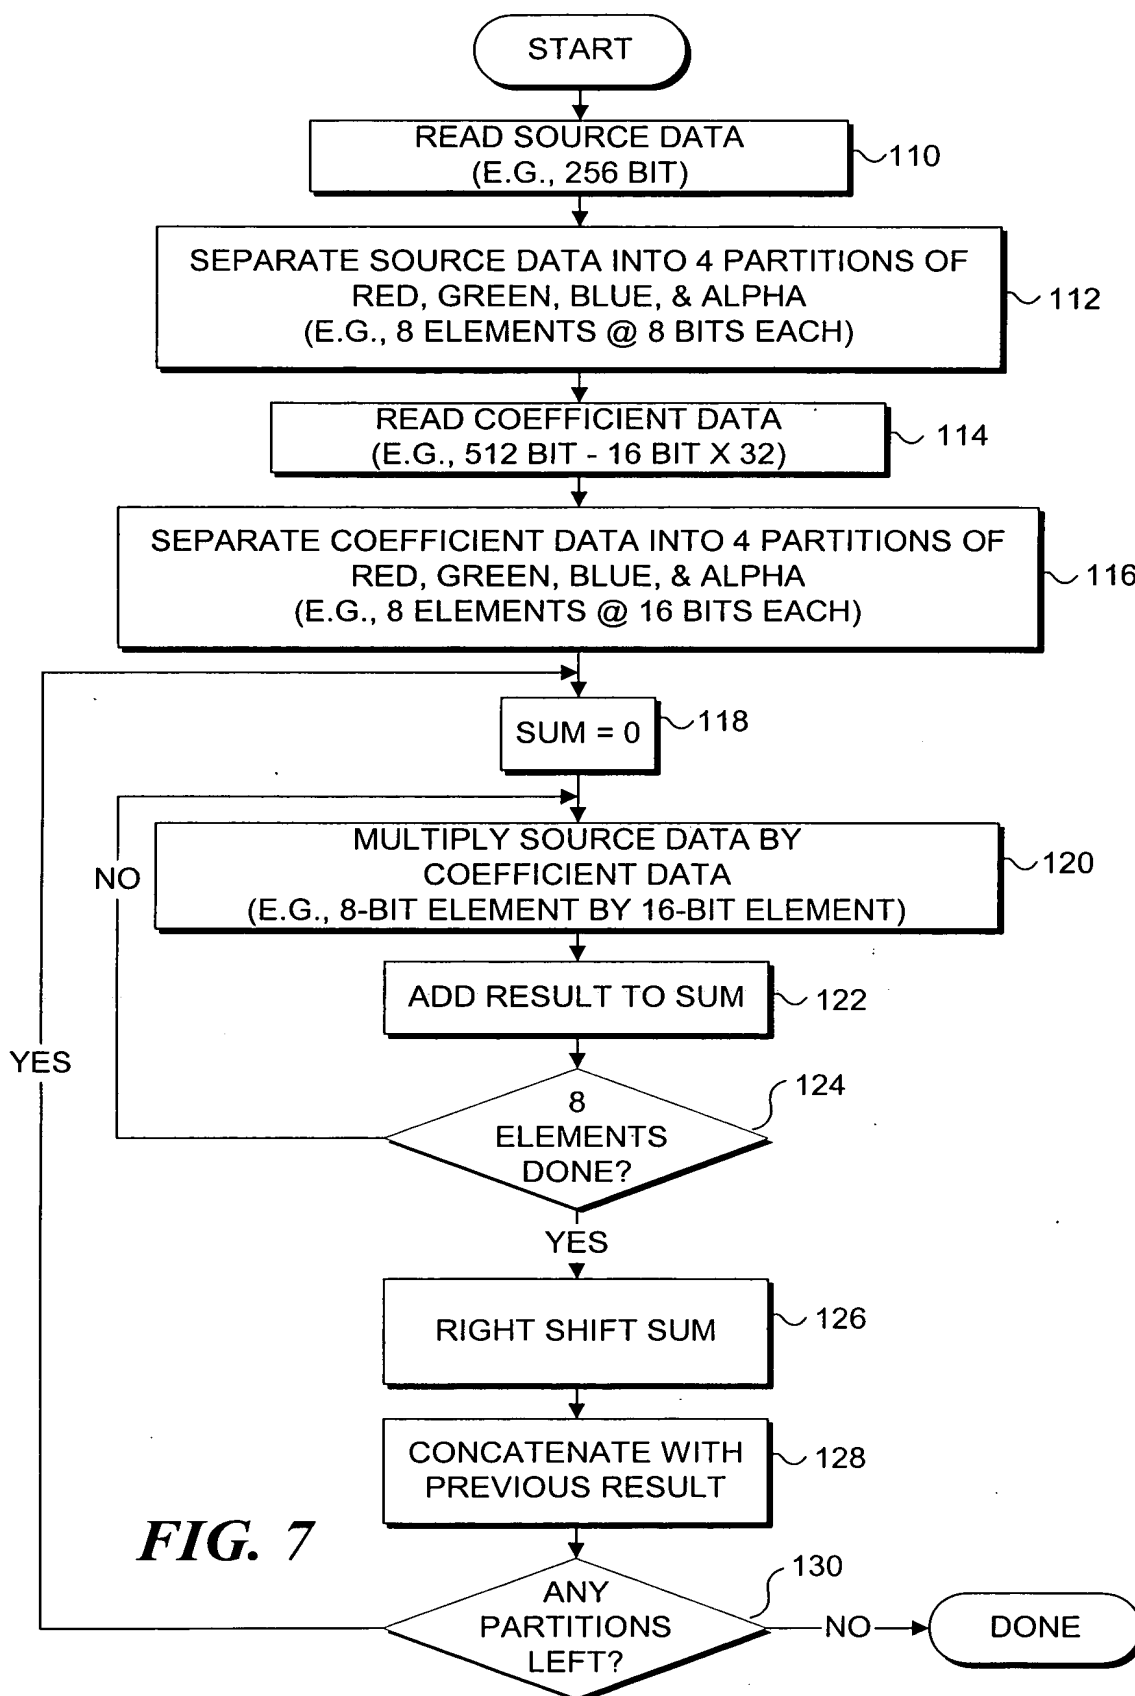 START
READ SOURCE DATA
(E.G., 256 BIT)
110
SEPARATE SOURCE DATA INTO 4 PARTITIONS OF
RED, GREEN, BLUE, & ALPHA
(E.G., 8 ELEMENTS @ 8 BITS EACH)
112
READ COEFFICIENT DATA
(E.G., 512 BIT - 16 BIT X 32)
114
SEPARATE COEFFICIENT DATA INTO 4 PARTITIONS OF
RED, GREEN, BLUE, & ALPHA
(E.G., 8 ELEMENTS @ 16 BITS EACH)
116
SUM = 0
118
MULTIPLY SOURCE DATA BY
COEFFICIENT DATA
(E.G., 8-BIT ELEMENT BY 16-BIT ELEMENT)
120
NO
ADD RESULT TO SUM
122
YES
8
ELEMENTS
DONE?
124
YES
RIGHT SHIFT SUM
126
CONCATENATE WITH
PREVIOUS RESULT
128
FIG. 7
ANY
PARTITIONS
LEFT?
130
NO
DONE